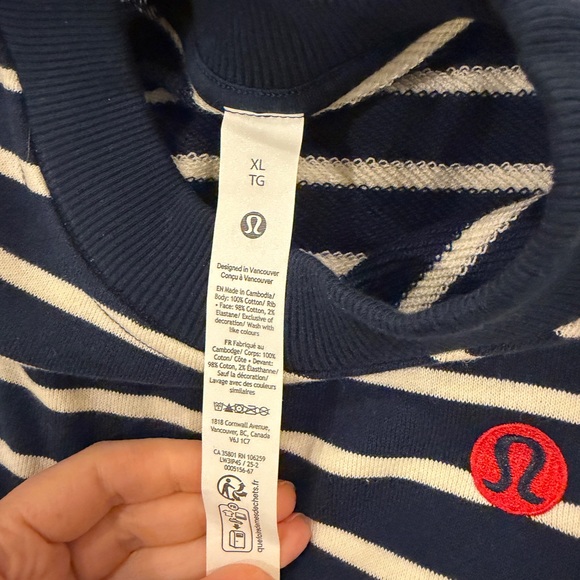 XL
TG
Designed in Vancouver
Conçu à Vancouver
EN Made in Cambodia/
Body: 100% Cotton/ Rib
• Face: 98% Cotton, 2%
Elastane/ Exclusive of
decoration/ Wash with
like colours
FR Fabriqué au
Cambodge/ Corps: 100%
Coton/ Côte • Devant:
98% Coton, 2% Élasthanne/
Sauf la décoration/
Lavage avec des couleurs
similaires
1818 Cornwall Avenue,
Vancouver, BC, Canada
V6J 1C7
CA 35801 RN 106259
LW3IP4S / 25-2
0005156-67
quefairedemesdechets.fr